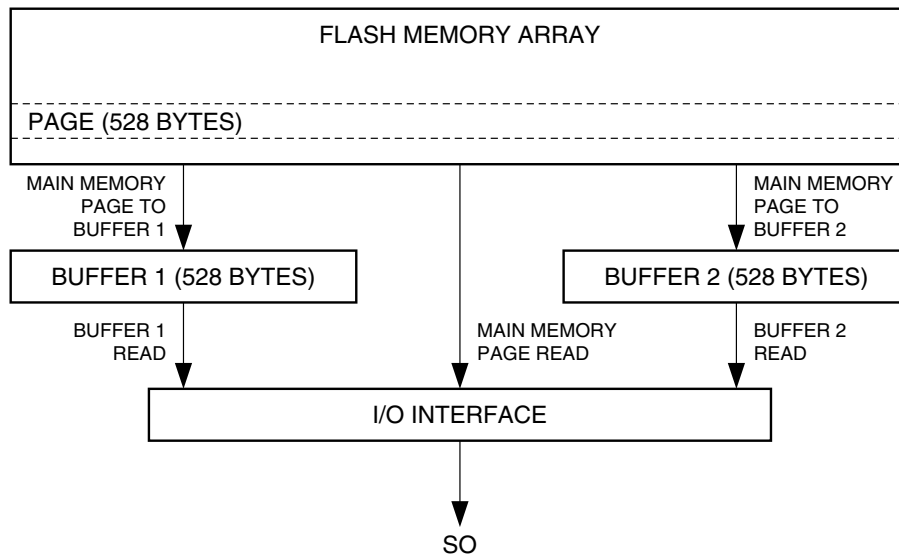 FLASH MEMORY ARRAY
PAGE (528 BYTES)
MAIN MEMORY
PAGE TO
BUFFER 1
MAIN MEMORY
PAGE TO
BUFFER 2
BUFFER 1 (528 BYTES)
BUFFER 2 (528 BYTES)
BUFFER 1
READ
MAIN MEMORY
PAGE READ
BUFFER 2
READ
I/O INTERFACE
SO